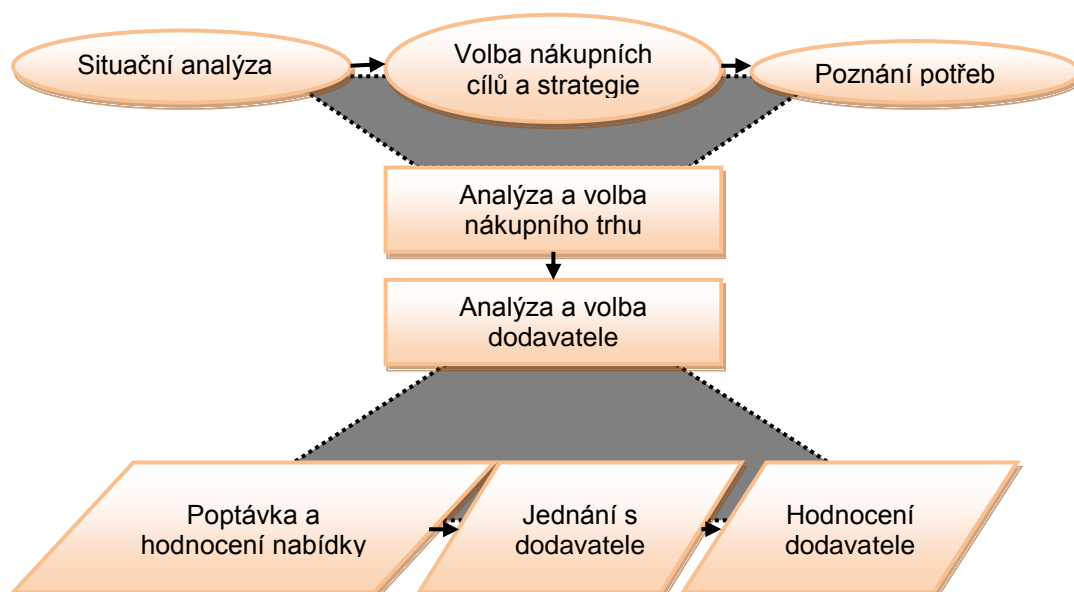 Situační analýza
Volba nákupních
cílů a strategie
Poznání potřeb
Analýza a volba
nákupního trhu
Analýza a volba
dodavatele
Poptávka a
hodnocení nabídky
Jednání s
dodavatele
Hodnocení
dodavatele